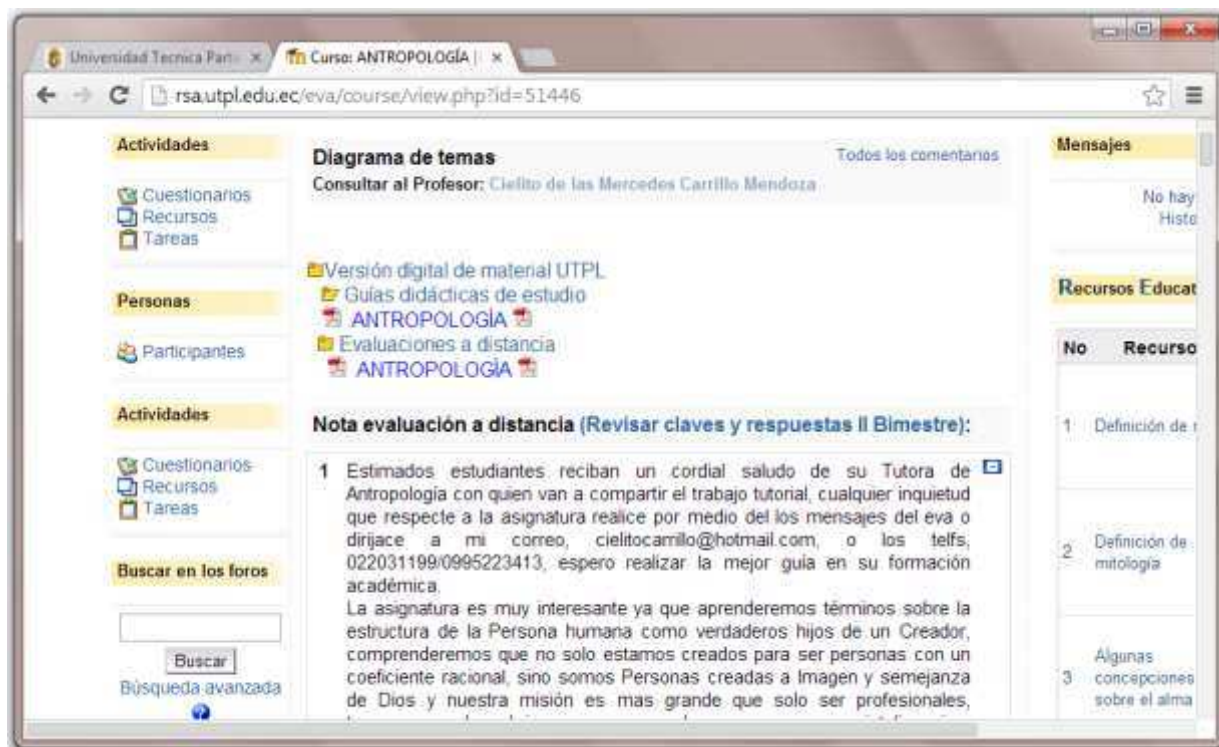 Universidad Tecnica Parti
Curso: ANTROPOLOGÍA |
rsa.utpl.edu.ec/eva/course/view.php?id=51446
Actividades
Cuestionarios
Recursos
Tareas
Personas
Participantes
Actividades
Cuestionarios
Recursos
Tareas
Buscar en los foros
Buscar
Búsqueda avanzada
Diagrama de temas
Todos los comentarios
Consultar al Profesor: Cielito de las Mercedes Carrillo Mendoza
Versión digital de material UTPL
Guías didácticas de estudio
ANTROPOLOGÍA
Evaluaciones a distancia
ANTROPOLOGÍA
Nota evaluación a distancia (Revisar claves y respuestas II Bimestre):
1 Estimados estudiantes reciban un cordial saludo de su Tutora de
Antropología con quien van a compartir el trabajo tutorial, cualquier inquietud
que respecte a la asignatura realice por medio del los mensajes del eva o
dirijace a mi correo, cielitocarrillo@hotmail.com, o los telfs,
022031199/0995223413, espero realizar la mejor guía en su formación
académica.
La asignatura es muy interesante ya que aprenderemos términos sobre la
estructura de la Persona humana como verdaderos hijos de un Creador,
comprenderemos que no solo estamos creados para ser personas con un
coeficiente racional, sino somos Personas creadas a Imagen y semejanza
de Dios y nuestra misión es mas grande que solo ser profesionales,
Mensajes
No hay
Histo
Recursos Educat
No Recurso
1 Definición de
2 Definición de
mitología
3 Algunas
concepciones
sobre el alma